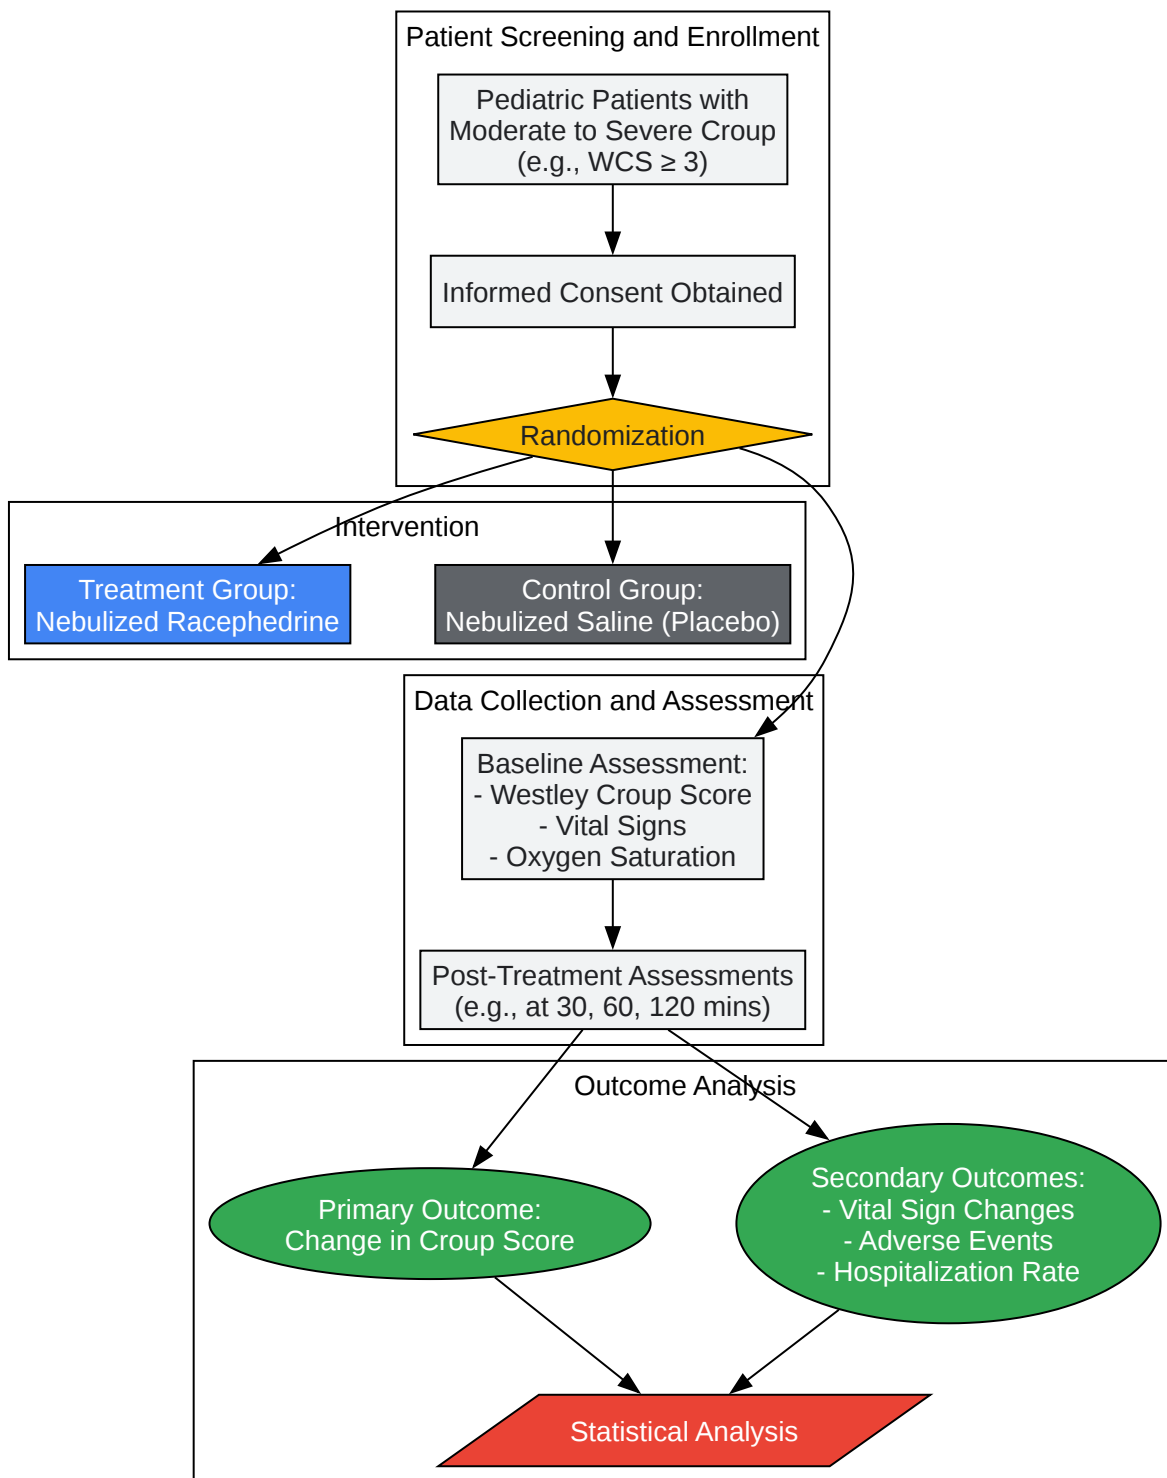 Patient Screening and Enrollment
Pediatric Patients with
Moderate to Severe Croup
(e.g., WCS ≥ 3)
Informed Consent Obtained
Randomization
Intervention
Treatment Group:
Nebulized Racephedrine
Control Group:
Nebulized Saline (Placebo)
Data Collection and Assessment
Baseline Assessment:
- Westley Croup Score
- Vital Signs
- Oxygen Saturation
Post-Treatment Assessments
(e.g., at 30, 60, 120 mins)
Outcome Analysis
Primary Outcome:
Change in Croup Score
Secondary Outcomes:
- Vital Sign Changes
- Adverse Events
- Hospitalization Rate
Statistical Analysis